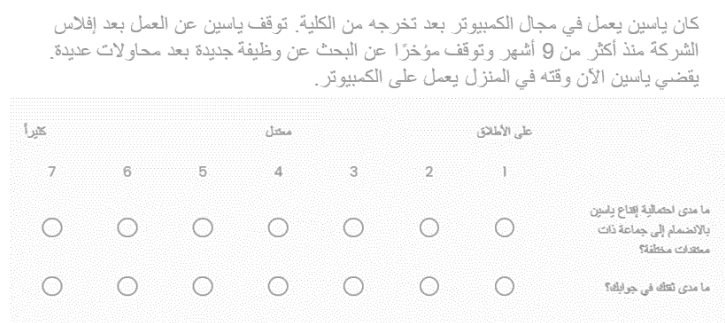 كان ياسين يعمل في مجال الكمبيوتر بعد تخرجه من الكلية. توقف ياسين عن العمل بعد إفلاس
الشركة منذ أكثر من 9 أشهر وتوقف مؤخرًا عن البحث عن وظيفة جديدة بعد محاولات عديدة.
يقضي ياسين الآن وقته في المنزل يعمل على الكمبيوتر.
على الأطلاق معتدل كثيراً
1 2 3 4 5 6 7
ما مدى احتمالية إقناع ياسين
بالانضمام إلى جماعة ذات
معتقدات مختلفة؟
ما مدى ثقتك في جوابك؟